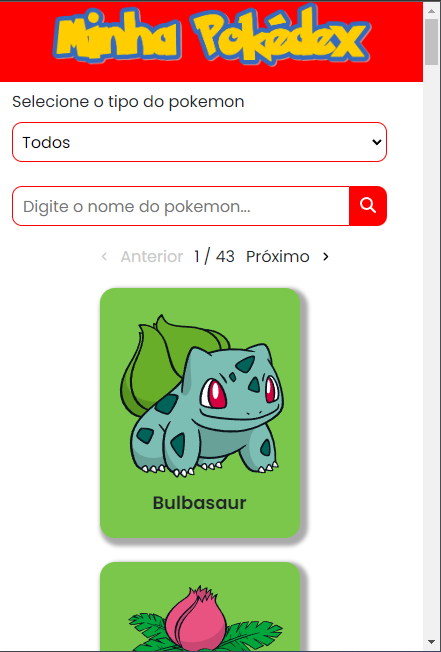 Minha Pokédex
Selecione o tipo do pokemon
Todos
Digite o nome do pokemon...
Anterior 1 / 43 Próximo
Bulbasaur